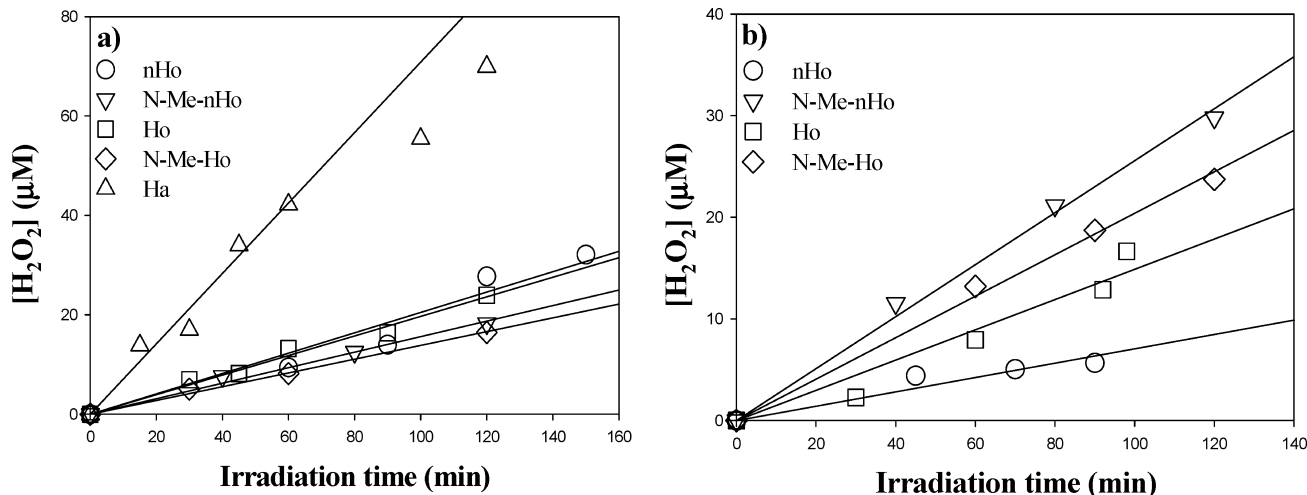 a)
nHo
N-Me-nHo
Ho
N-Me-Ho
Ha
[H₂O₂] (μM)
80
60
40
20
0
0 20 40 60 80 100 120 140 160
Irradiation time (min)
b)
nHo
N-Me-nHo
Ho
N-Me-Ho
[H₂O₂] (μM)
40
30
20
10
0
0 20 40 60 80 100 120 140
Irradiation time (min)